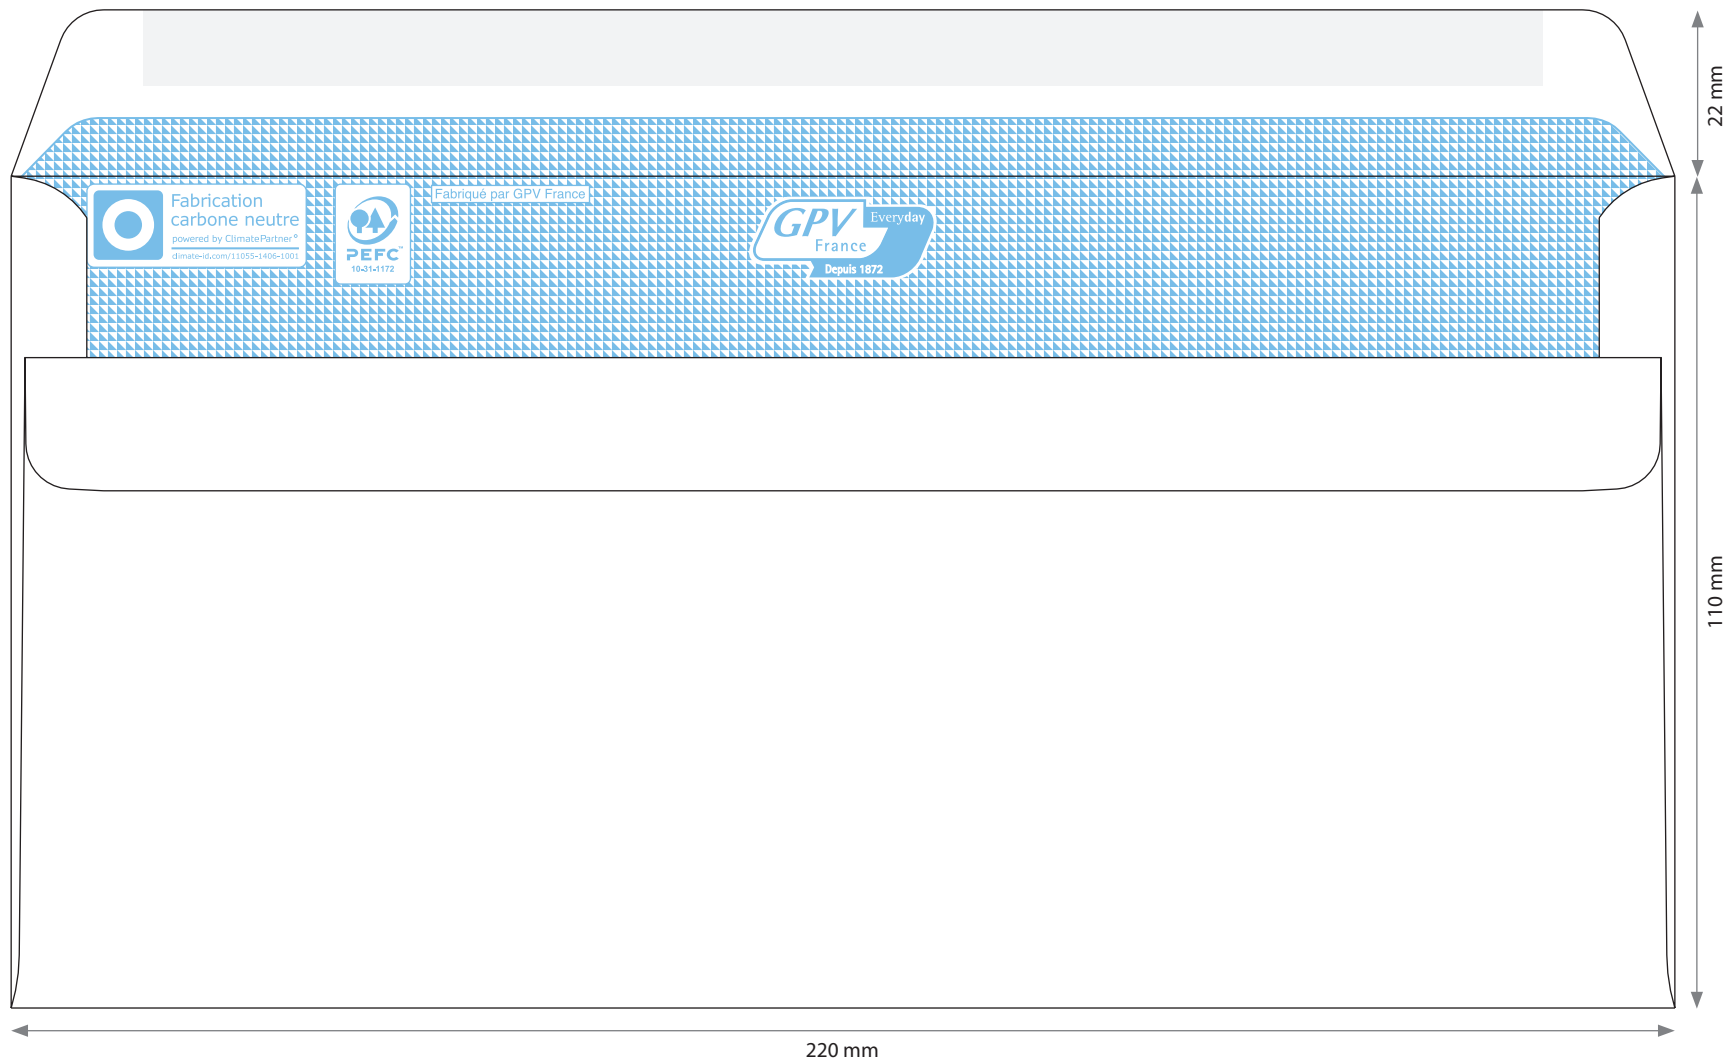 22 mm
Fabrication
carbone neutre
powered by ClimatePartner®
climate-id.com/11055-1406-1001
PEFC™
10-31-1172
Fabriqué par GPV France
GPV
France
Everyday
Depuis 1872
110 mm
220 mm